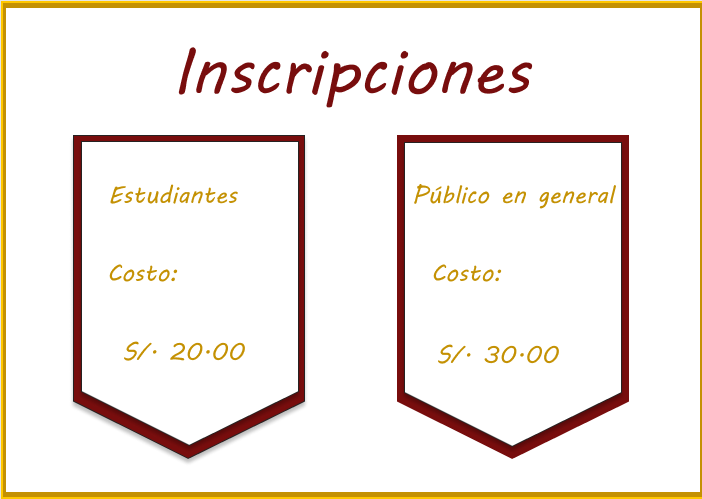 Inscripciones
Estudiantes
Costo:
S/. 20.00
Público en general
Costo:
S/. 30.00